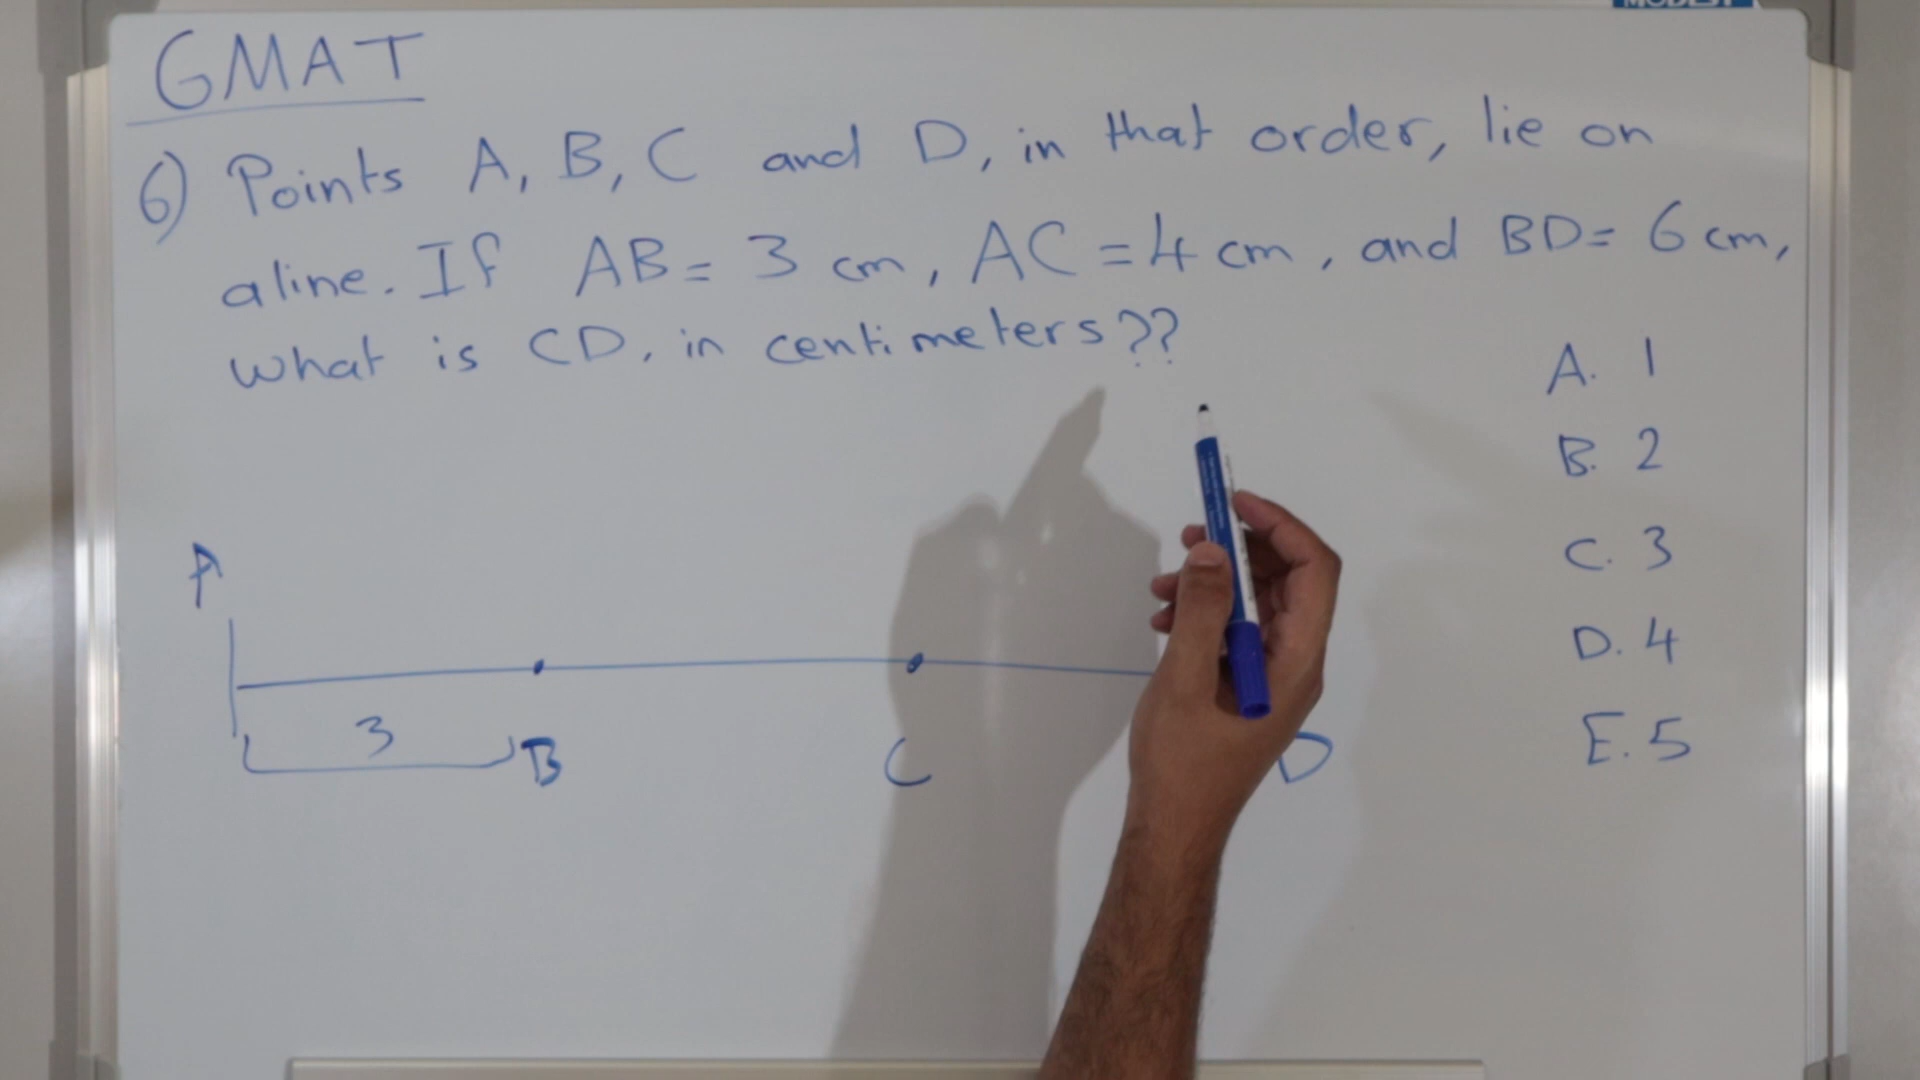 GMAT
6) Points A, B, C and D, in that order, lie on
aline. If AB = 3 cm, AC = 4 cm, and BD = 6 cm,
what is CD, in centimeters??
A. 1
B. 2
C. 3
D. 4
E. 5
A
3
B
C
D